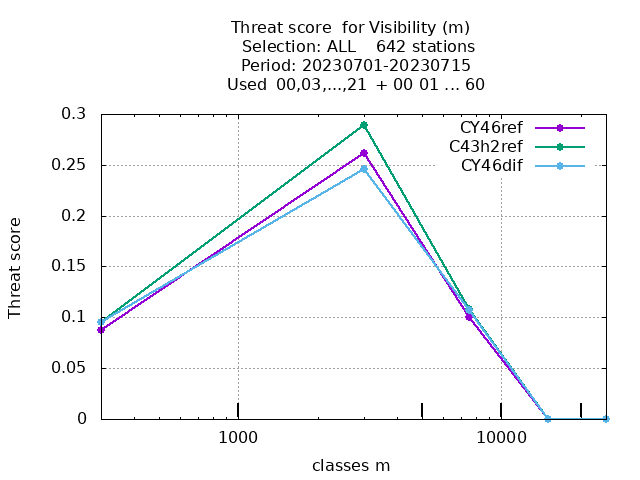 Threat score  for Visibility (m)
Selection: ALL    642 stations
Period: 20230701-20230715
Used  00,03,...,21  + 00 01 ... 60
0.3
CY46ref
C43h2ref
CY46dif
0.25
0.2
0.15
0.1
0.05
0
Threat score
1000
10000
classes m